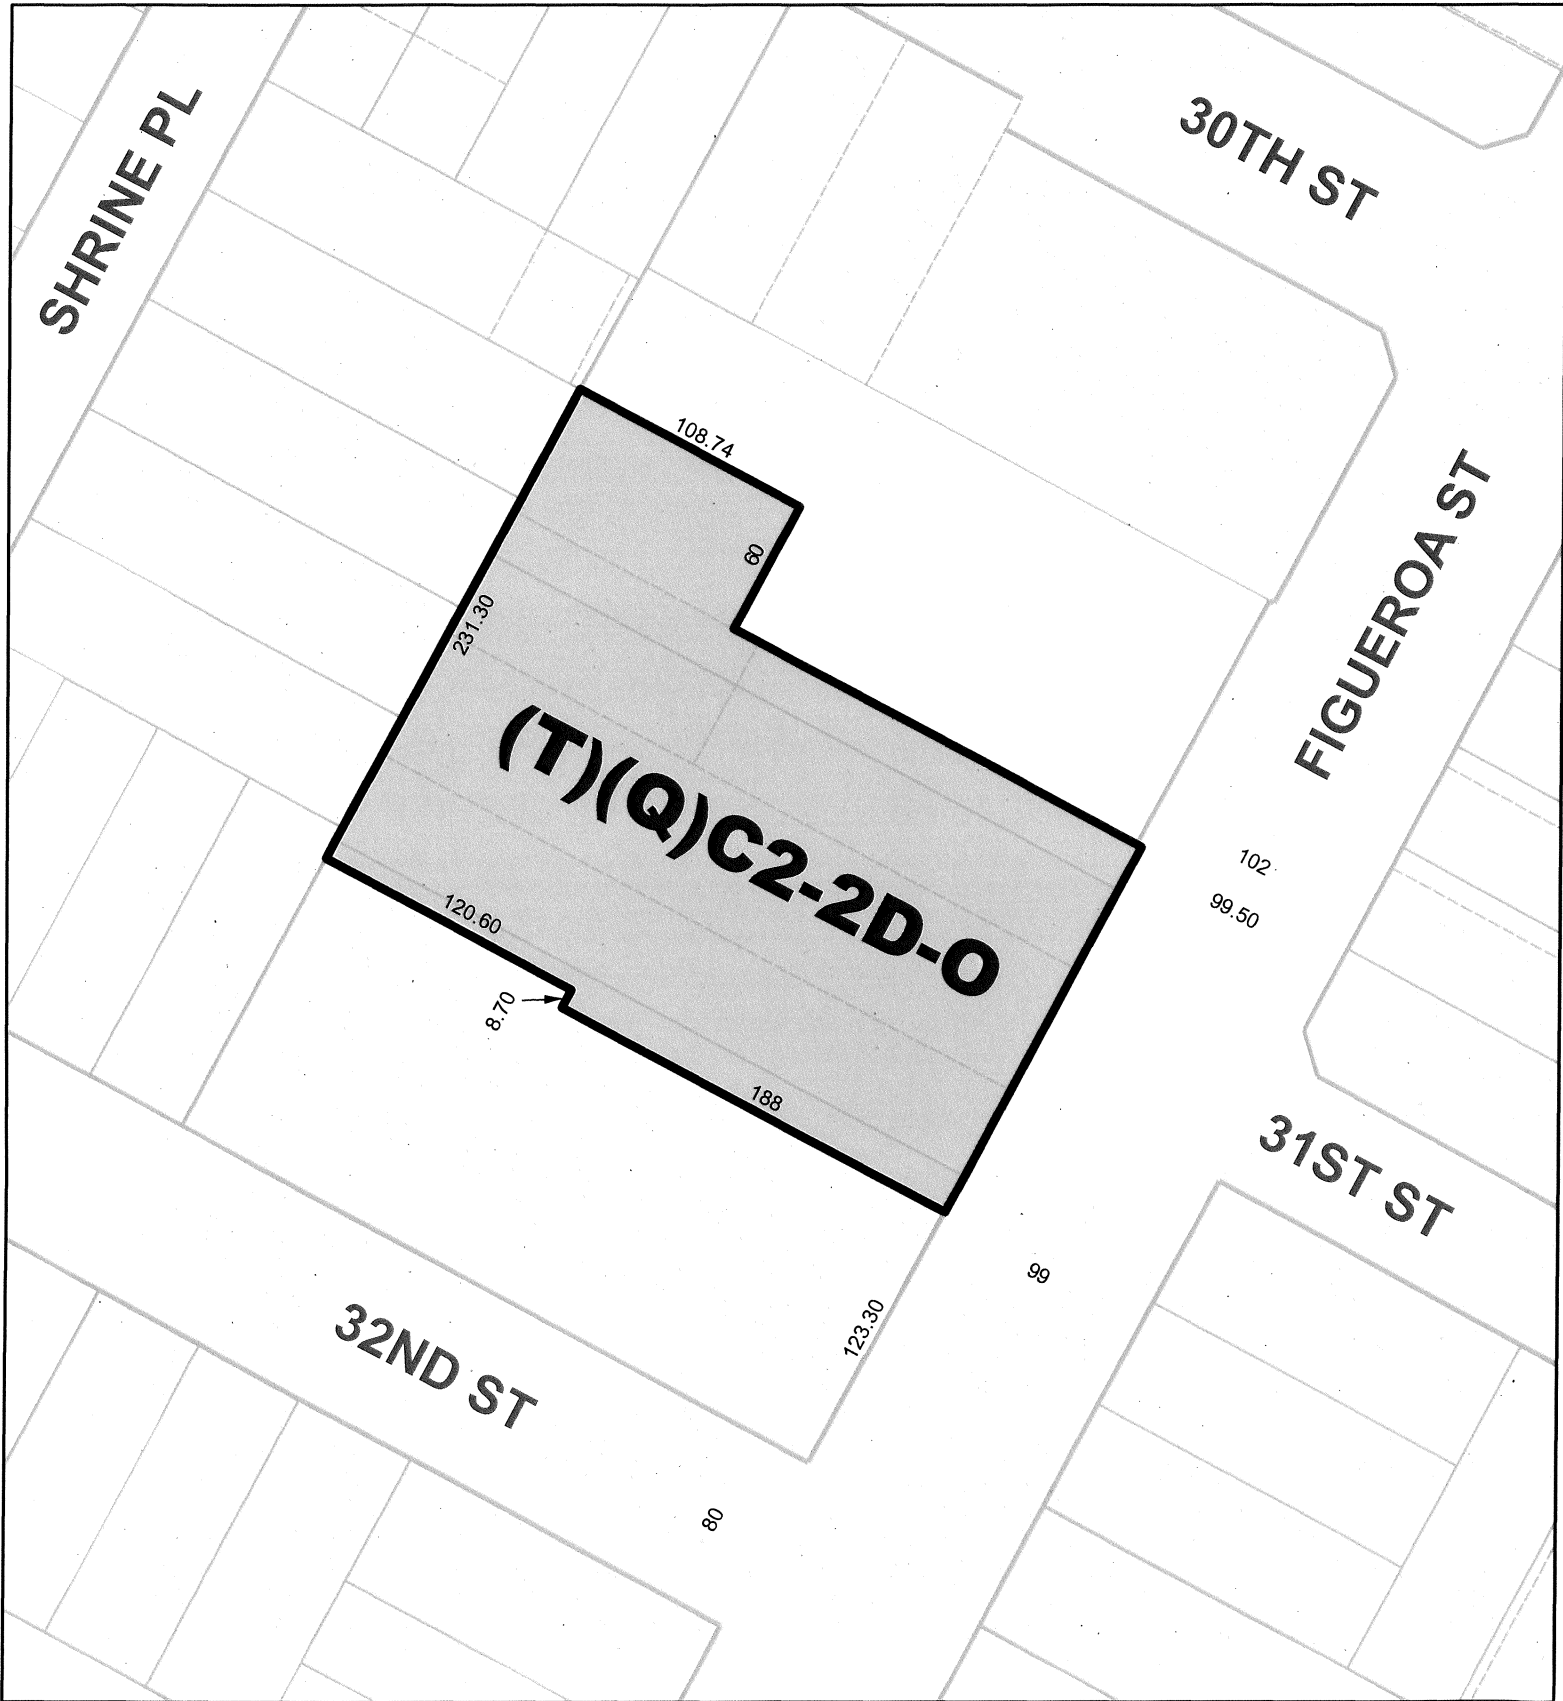 30TH ST
SHRINE PL
108.74
60
FIGUEROA ST
231.30
(T)(Q)C2-2D-O
102
99.50
120.60
8.70
188
31ST ST
99
123.30
32ND ST
80